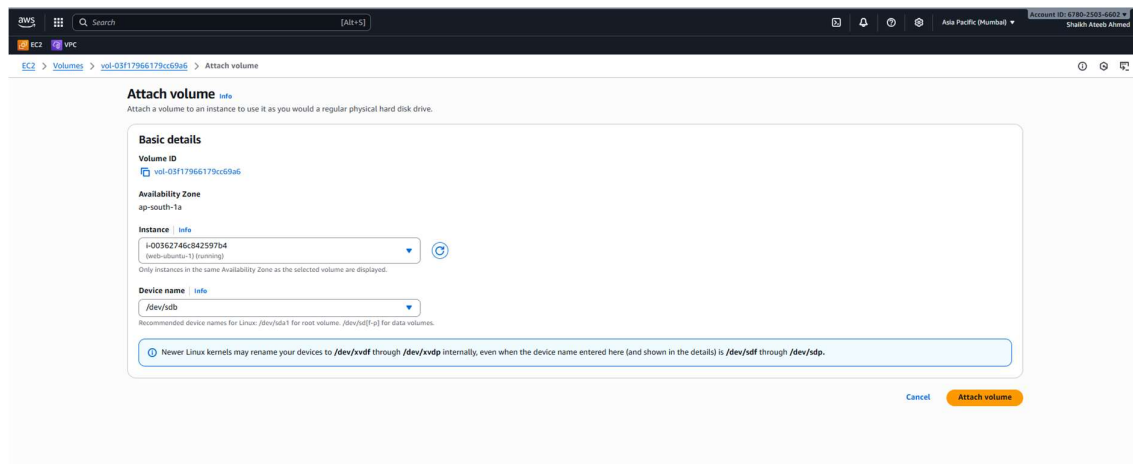 aws
Search
[Alt+S]
Asia Pacific (Mumbai)
Account ID: 6780-2503-6602
Shaikh Ateeb Ahmed
EC2
VPC
EC2 > Volumes > vol-03f17966179cc69a6 > Attach volume
Attach volume Info
Attach a volume to an instance to use it as you would a regular physical hard disk drive.
Basic details
Volume ID
vol-03f17966179cc69a6
Availability Zone
ap-south-1a
Instance | Info
i-00362746c842597b4
(web-ubuntu-1) (running)
Only instances in the same Availability Zone as the selected volume are displayed.
Device name | Info
/dev/sdb
Recommended device names for Linux: /dev/sda1 for root volume. /dev/sd[f-p] for data volumes.
Newer Linux kernels may rename your devices to /dev/xvdf through /dev/xvdp internally, even when the device name entered here (and shown in the details) is /dev/sdf through /dev/sdp.
Cancel
Attach volume